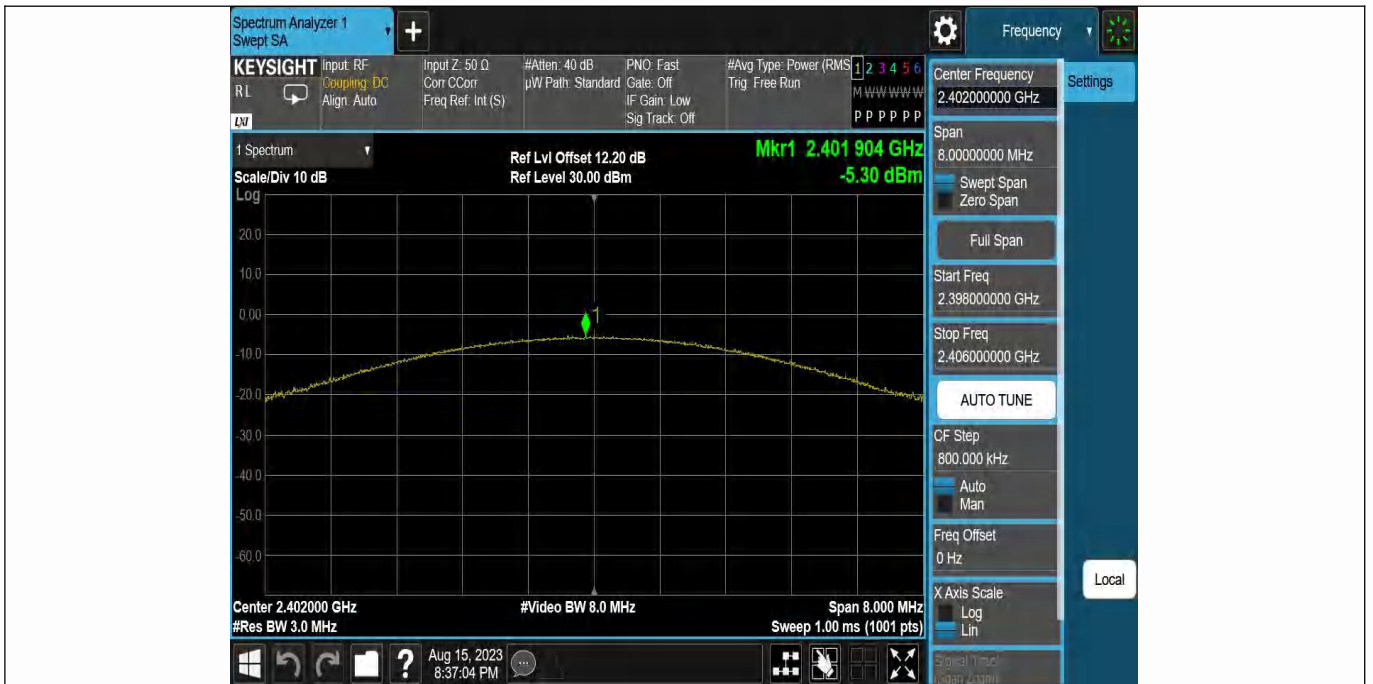 Spectrum Analyzer 1
Swept SA
+
Frequency
KEYSIGHT
RL
LXI
Input: RF
Coupling: DC
Align: Auto
Input Z: 50 Ω
Corr CCorr
Freq Ref: Int (S)
#Atten: 40 dB
µW Path: Standard
PNO: Fast
Gate: Off
IF Gain: Low
Sig Track: Off
#Avg Type: Power (RMS
Trig: Free Run
1 2 3 4 5 6
M W W W W W
P P P P P P
1 Spectrum
Scale/Div 10 dB
Log
Ref Lvl Offset 12.20 dB
Ref Level 30.00 dBm
Mkr1 2.401 904 GHz
-5.30 dBm
20.0
10.0
0.00
-10.0
-20.0
-30.0
-40.0
-50.0
-60.0
1
Center 2.402000 GHz
#Res BW 3.0 MHz
#Video BW 8.0 MHz
Span 8.000 MHz
Sweep 1.00 ms (1001 pts)
Center Frequency
2.402000000 GHz
Settings
Span
8.00000000 MHz
Swept Span
Zero Span
Full Span
Start Freq
2.398000000 GHz
Stop Freq
2.406000000 GHz
AUTO TUNE
CF Step
800.000 kHz
Auto
Man
Freq Offset
0 Hz
X Axis Scale
Log
Lin
Signal Track
(Span Zoom)
Local
?
Aug 15, 2023
8:37:04 PM